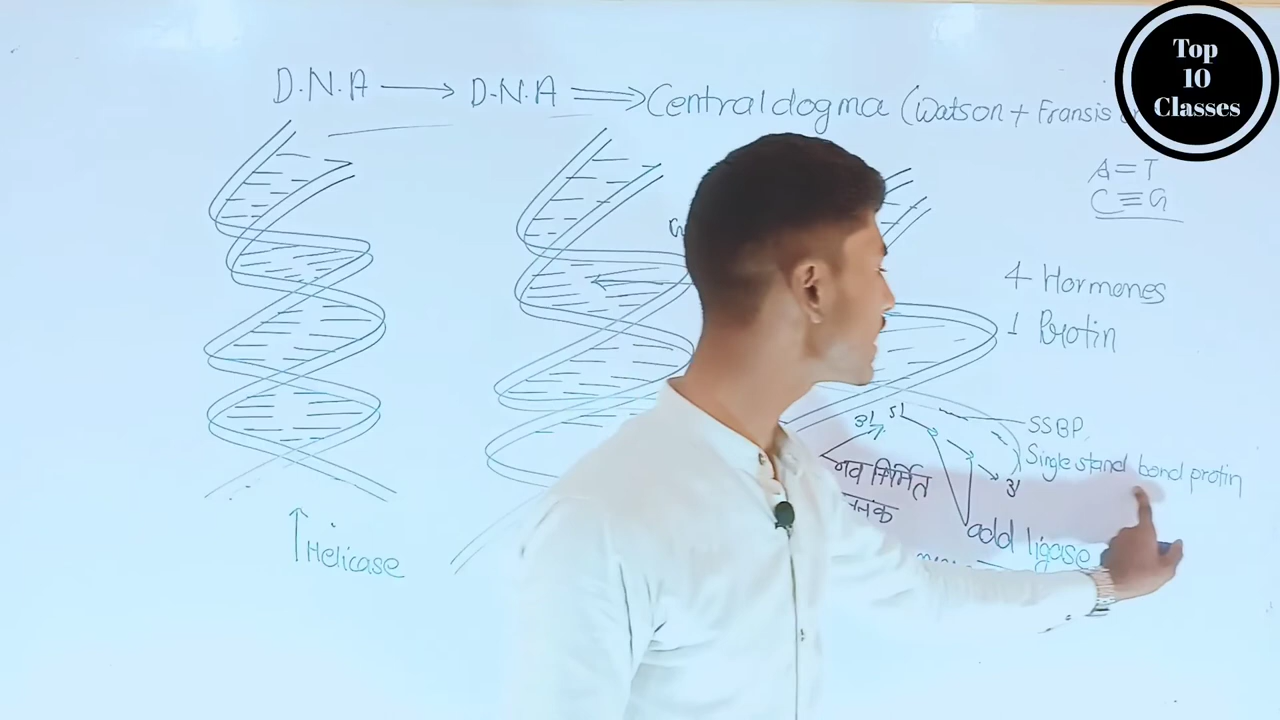 D.N.A → D.N.A ⇒ Central dogma (Watson + Fransis
Top
10
Classes
A=T
C≡G
4 Hormones
1 Protin
3' 5'
SSBP
Single stand bond protin
3'
नव निर्मित
add ligase
↑Helicase